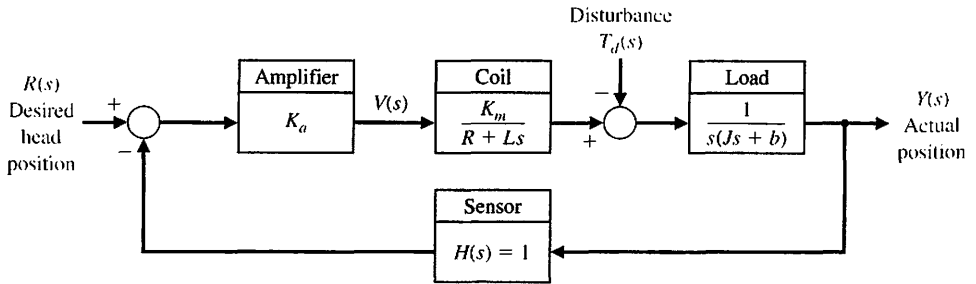 Disturbance
T_d(s)
R(s)
Desired
head
position
+
−
Amplifier
K_a
V(s)
Coil
K_m
R + Ls
−
+
Load
1
s(Js + b)
Y(s)
Actual
position
Sensor
H(s) = 1